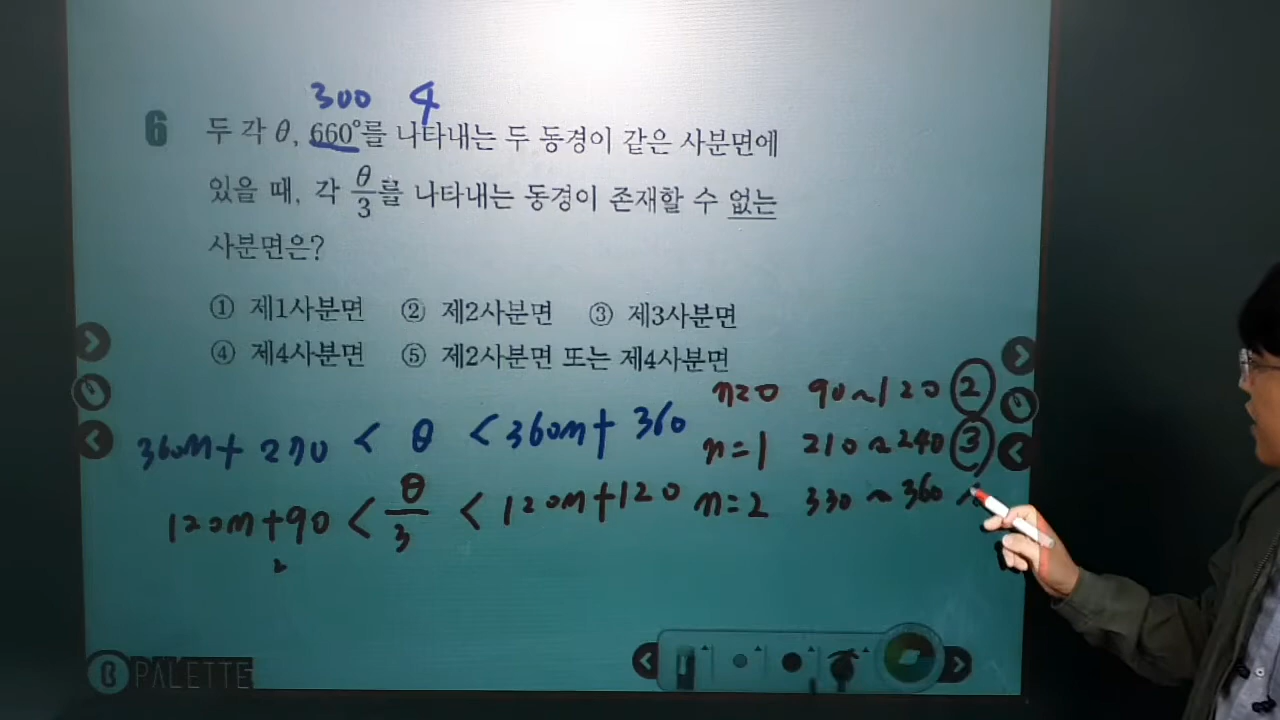 300 4
6 두 각 θ, 660°를 나타내는 두 동경이 같은 사분면에
있을 때, 각 θ/3를 나타내는 동경이 존재할 수 없는
사분면은?
① 제1사분면 ② 제2사분면 ③ 제3사분면
④ 제4사분면 ⑤ 제2사분면 또는 제4사분면
360n+270 < θ < 360n+360
120n+90 < θ/3 < 120n+120
2
n=0 90~120 ②
n=1 210~240 ③
n=2 330~360
B PALETTE